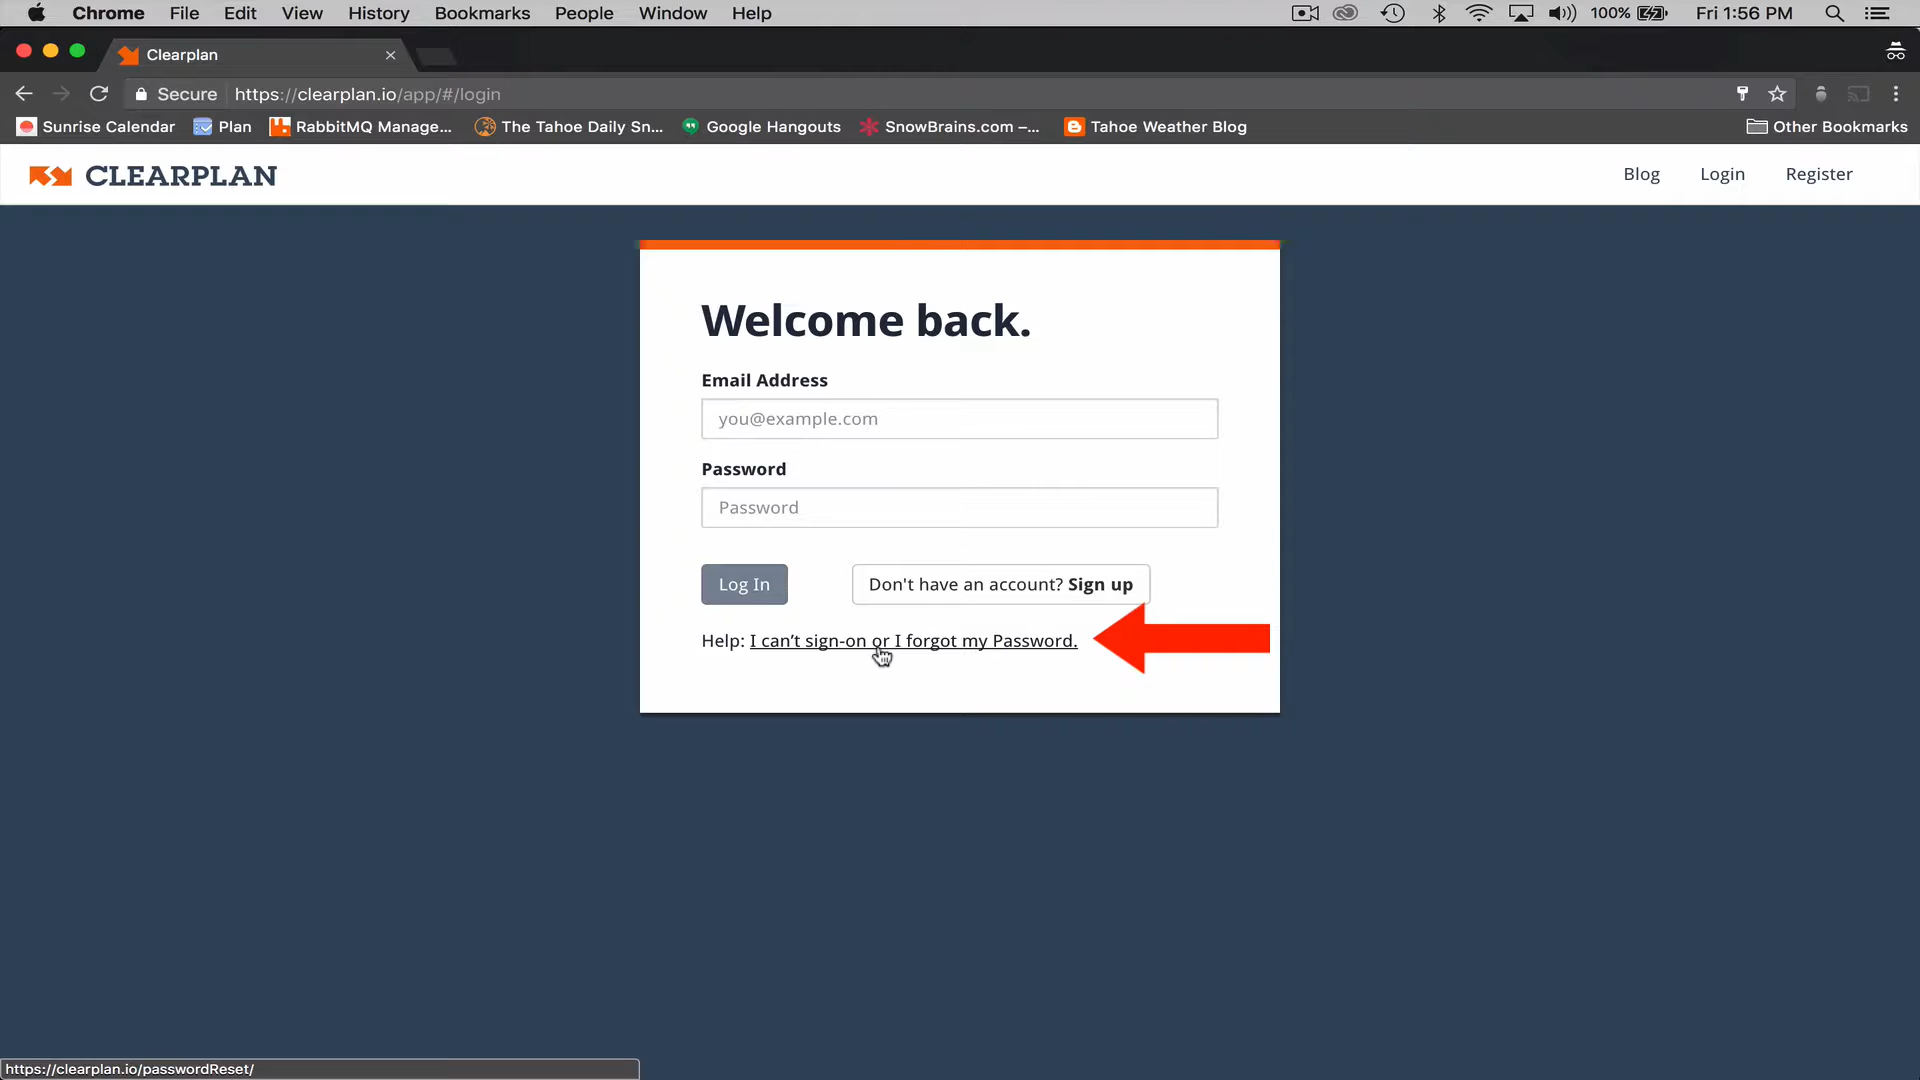 Chrome File Edit View History Bookmarks People Window Help 100% Fri 1:56 PM
Clearplan
Secure https://clearplan.io/app/#/login
Sunrise Calendar Plan RabbitMQ Manage... The Tahoe Daily Sn... Google Hangouts SnowBrains.com –... Tahoe Weather Blog Other Bookmarks
CLEARPLAN Blog Login Register
Welcome back.
Email Address
you@example.com
Password
Password
Log In Don't have an account? Sign up
Help: I can't sign-on or I forgot my Password.
https://clearplan.io/passwordReset/